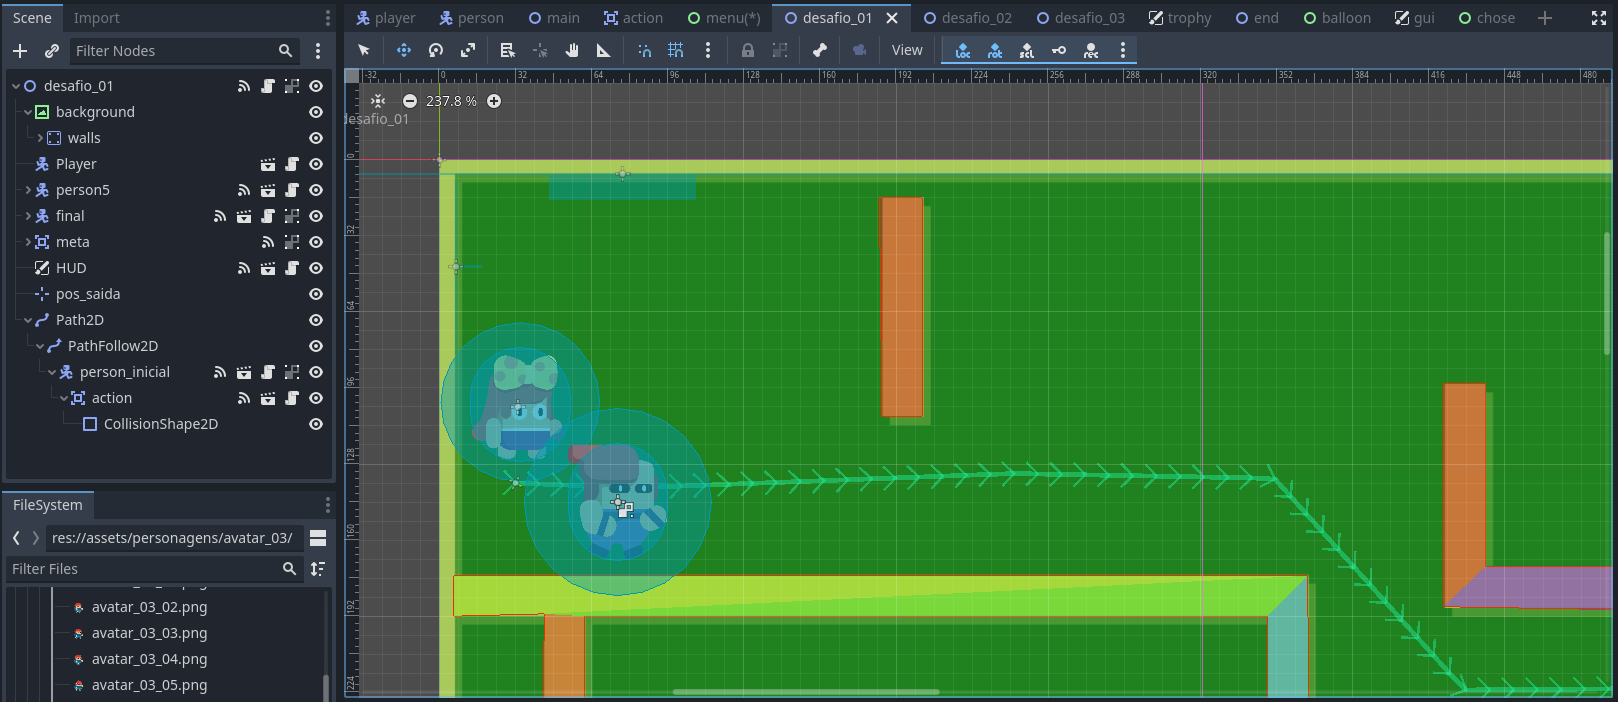 Scene
Import
Filter Nodes
desafio_01
background
walls
Player
person5
final
meta
HUD
pos_saida
Path2D
PathFollow2D
person_inicial
action
CollisionShape2D
FileSystem
res://assets/personagens/avatar_03/
Filter Files
avatar_03_02.png
avatar_03_03.png
avatar_03_04.png
avatar_03_05.png
player
person
main
action
menu(*)
desafio_01
desafio_02
desafio_03
trophy
end
balloon
gui
chose
View
-32 0 32 64 96 128 160 192 224 256 288 320 352 384 416 448 480
237.8 %
desafio_01
0
32
64
96
128
160
192
224